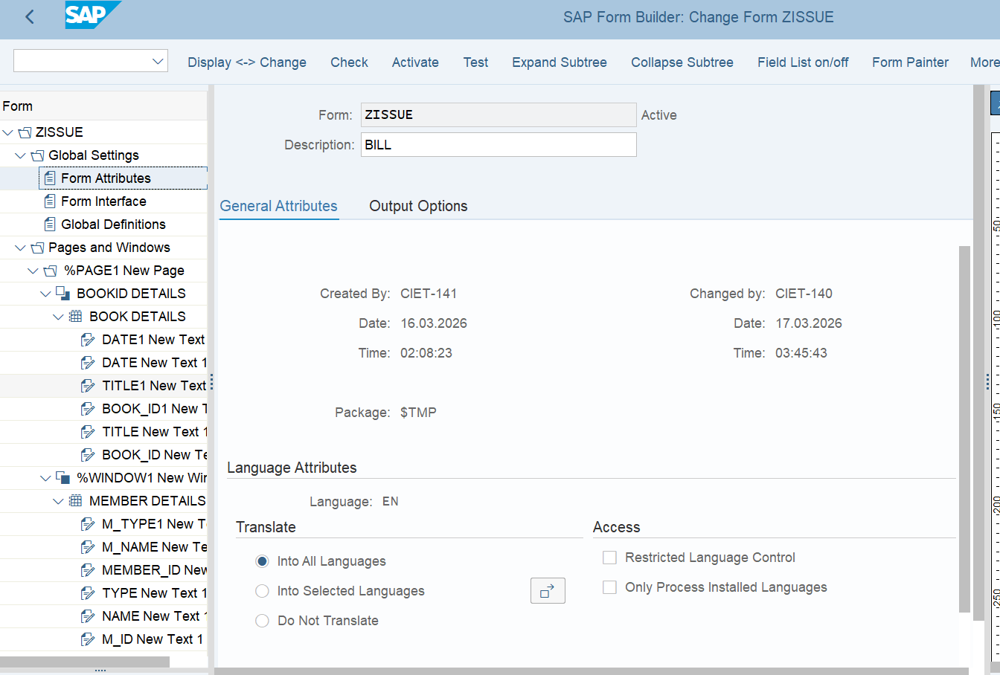 SAP
SAP Form Builder: Change Form ZISSUE
Display <-> Change Check Activate Test Expand Subtree Collapse Subtree Field List on/off Form Painter More
Form
ZISSUE
Global Settings
Form Attributes
Form Interface
Global Definitions
Pages and Windows
%PAGE1 New Page
BOOKID DETAILS
BOOK DETAILS
DATE1 New Text
DATE New Text 1
TITLE1 New Text
BOOK_ID1 New T
TITLE New Text 1
BOOK_ID New Te
%WINDOW1 New Wir
MEMBER DETAILS
M_TYPE1 New T
M_NAME New Te
MEMBER_ID New
TYPE New Text 1
NAME New Text 1
M_ID New Text 1
Form: ZISSUE Active
Description: BILL
General Attributes Output Options
Created By: CIET-141 Changed by: CIET-140
Date: 16.03.2026 Date: 17.03.2026
Time: 02:08:23 Time: 03:45:43
Package: $TMP
Language Attributes
Language: EN
Translate Access
Into All Languages Restricted Language Control
Into Selected Languages Only Process Installed Languages
Do Not Translate
50
100
150
200
250